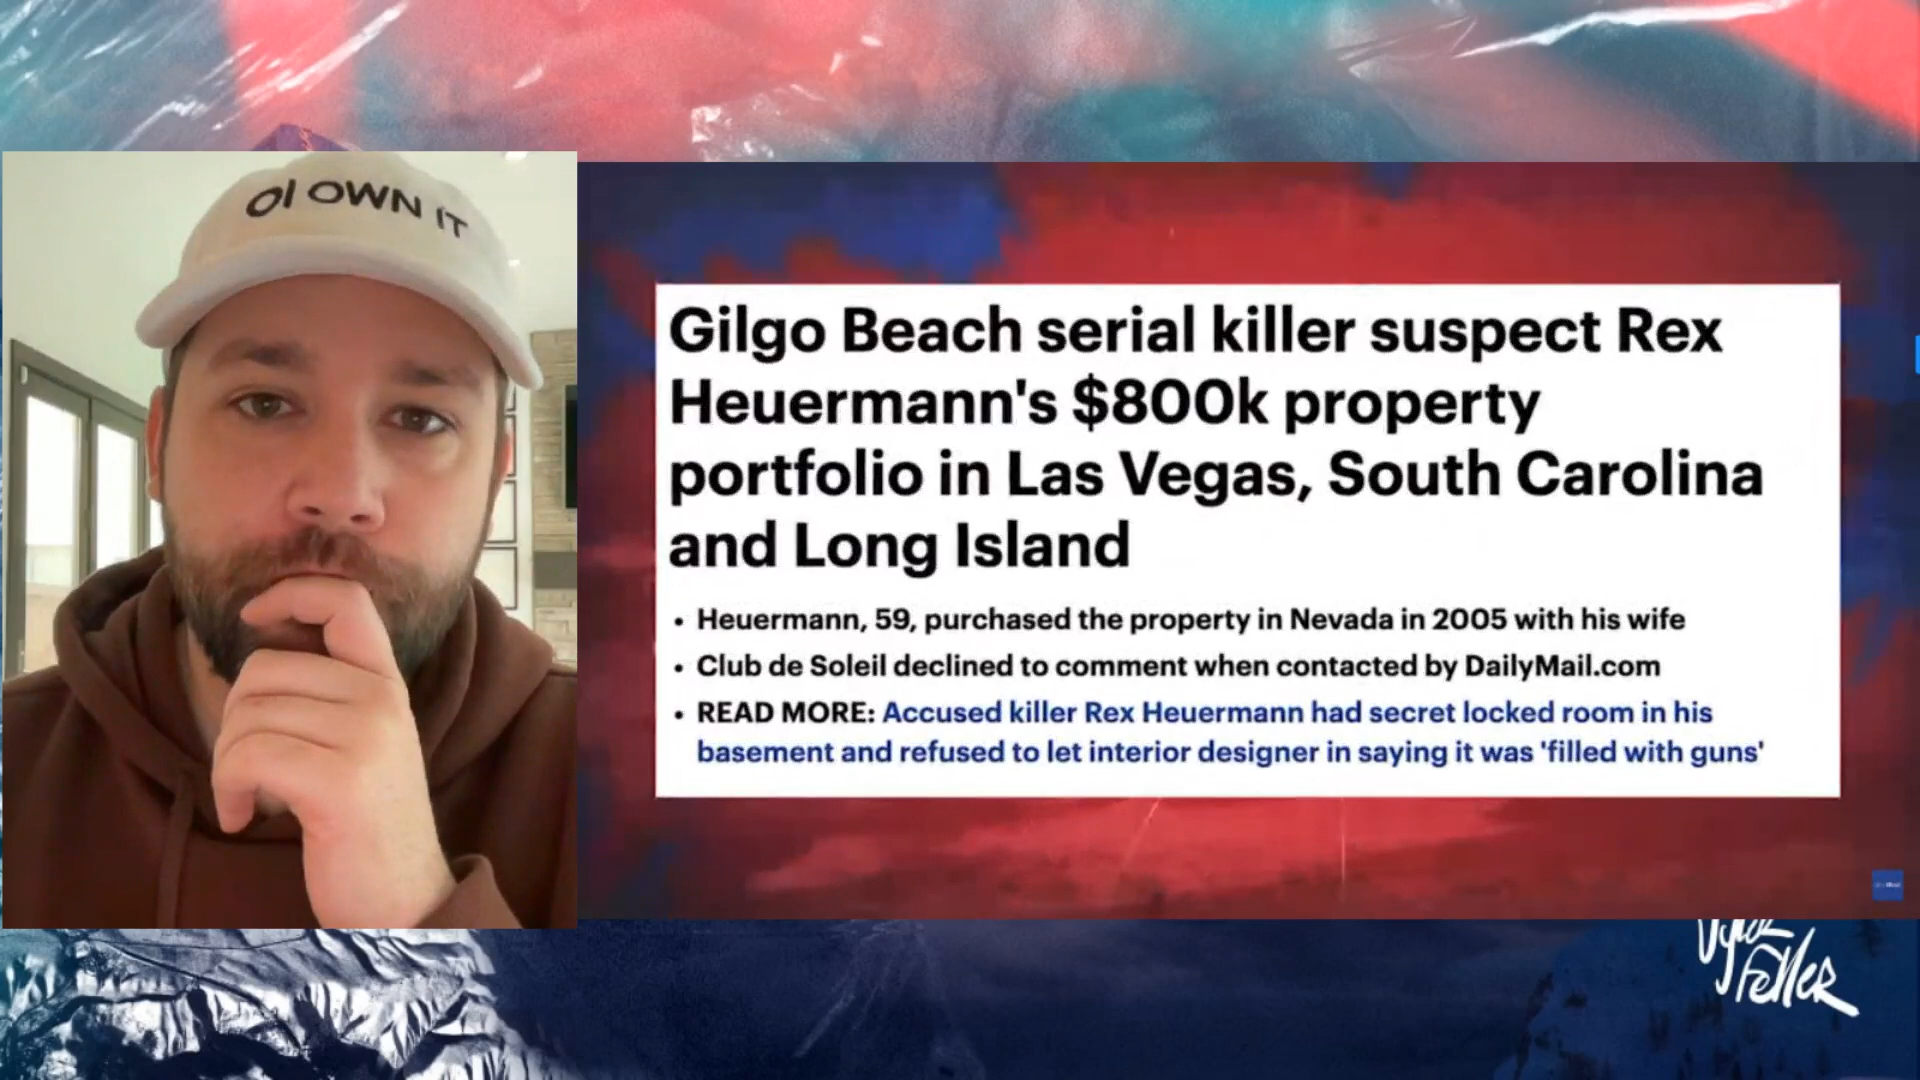 OI OWN IT
Gilgo Beach serial killer suspect Rex
Heuermann's $800k property
portfolio in Las Vegas, South Carolina
and Long Island
• Heuermann, 59, purchased the property in Nevada in 2005 with his wife
• Club de Soleil declined to comment when contacted by DailyMail.com
• READ MORE: Accused killer Rex Heuermann had secret locked room in his
basement and refused to let interior designer in saying it was 'filled with guns'
Feller